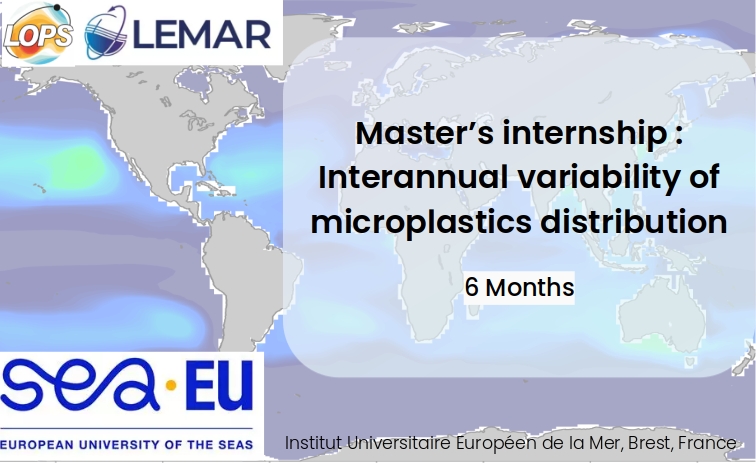 LOPS
LEMAR
Master's internship :
Interannual variability of
microplastics distribution
6 Months
sea·EU
EUROPEAN UNIVERSITY OF THE SEAS
Institut Universitaire Européen de la Mer, Brest, France